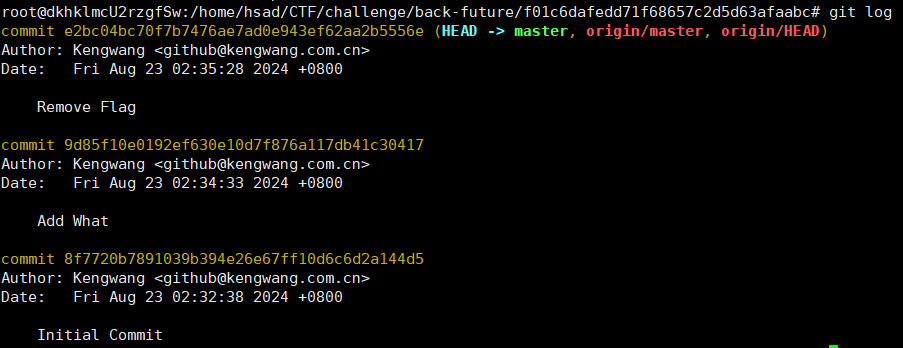 root@dkhklmcU2rzgfSw:/home/hsad/CTF/challenge/back-future/f01c6dafedd71f68657c2d5d63afaabc# git log
commit e2bc04bc70f7b7476ae7ad0e943ef62aa2b5556e (HEAD -> master, origin/master, origin/HEAD)
Author: Kengwang <github@kengwang.com.cn>
Date:   Fri Aug 23 02:35:28 2024 +0800
    Remove Flag
commit 9d85f10e0192ef630e10d7f876a117db41c30417
Author: Kengwang <github@kengwang.com.cn>
Date:   Fri Aug 23 02:34:33 2024 +0800
    Add What
commit 8f7720b7891039b394e26e67ff10d6c6d2a144d5
Author: Kengwang <github@kengwang.com.cn>
Date:   Fri Aug 23 02:32:38 2024 +0800
    Initial Commit